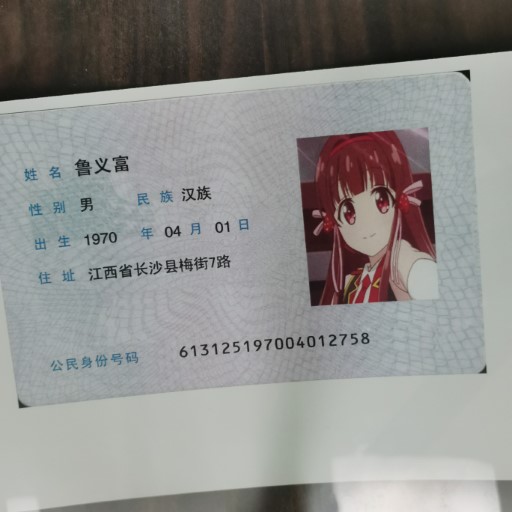 姓名 鲁义富
性别 男 民族 汉族
出生 1970 年 04 月 01 日
住址 江西省长沙县梅街7路
公民身份号码 613125197004012758